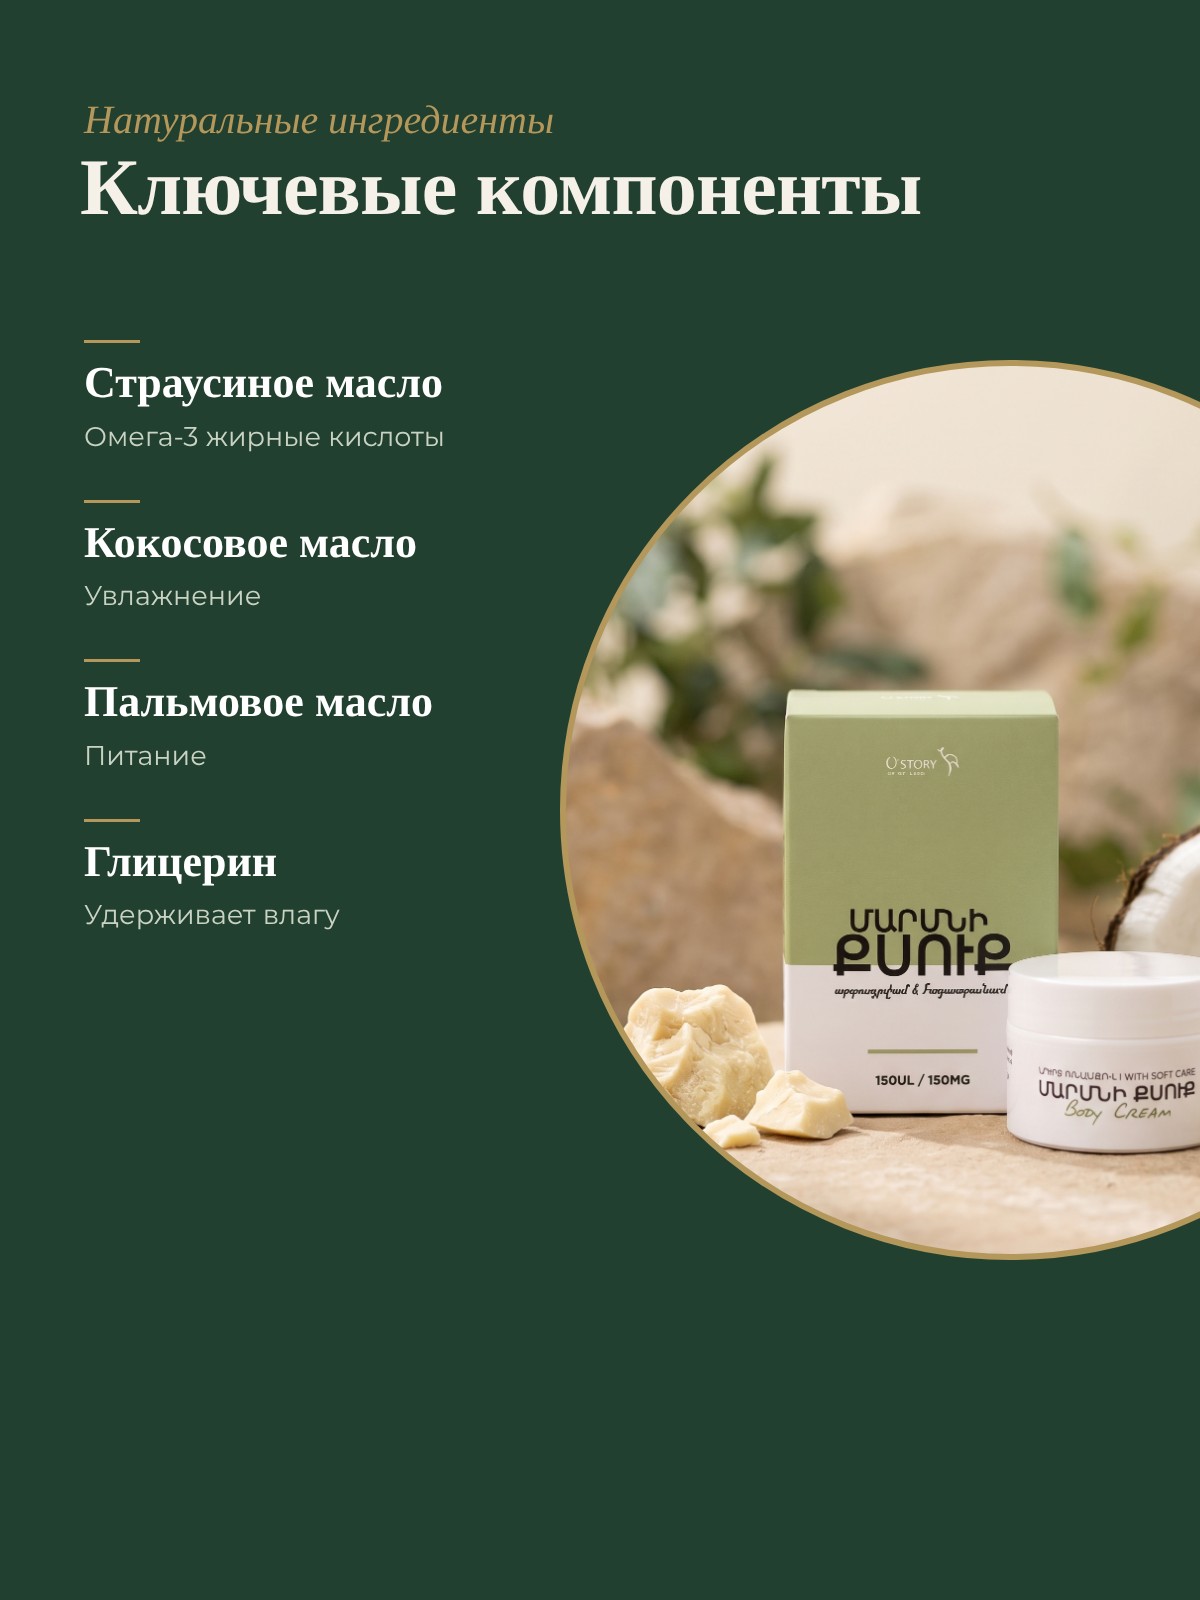 Натуральные ингредиенты
Ключевые компоненты
Страусиное масло
Омега-3 жирные кислоты
Кокосовое масло
Увлажнение
Пальмовое масло
Питание
Глицерин
Удерживает влагу
O'STORY
ՄԱՐՄՆԻ
ՔՍՈՒՔ
150UL / 150MG
WITH SOFT CARE
ՄԱՐՄՆԻ ՔՍՈՒՔ
Body Cream